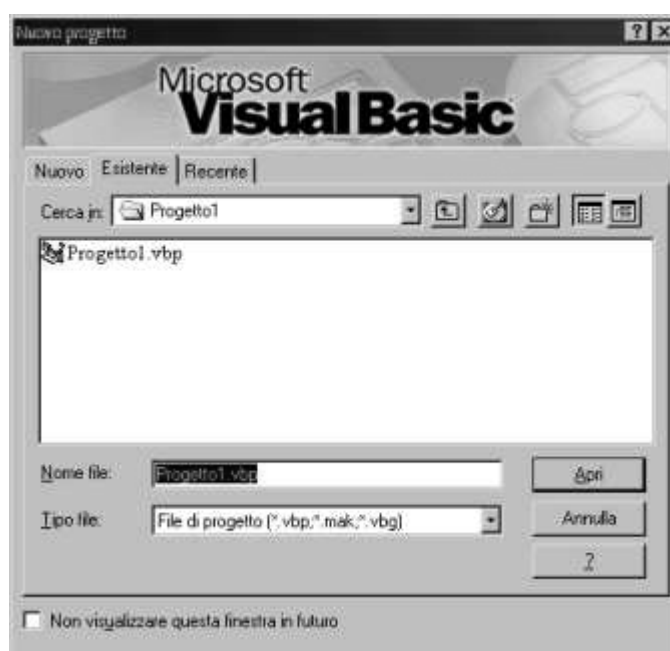 Nuovo progetto
Microsoft
Visual Basic
Nuovo Esistente Recente
Cerca in: Progetto1
Progetto1.vbp
Nome file: Progetto1.vbp Apri
Tipo file: File di progetto (*.vbp;*.mak;*.vbg) Annulla
?
Non visualizzare questa finestra in futuro